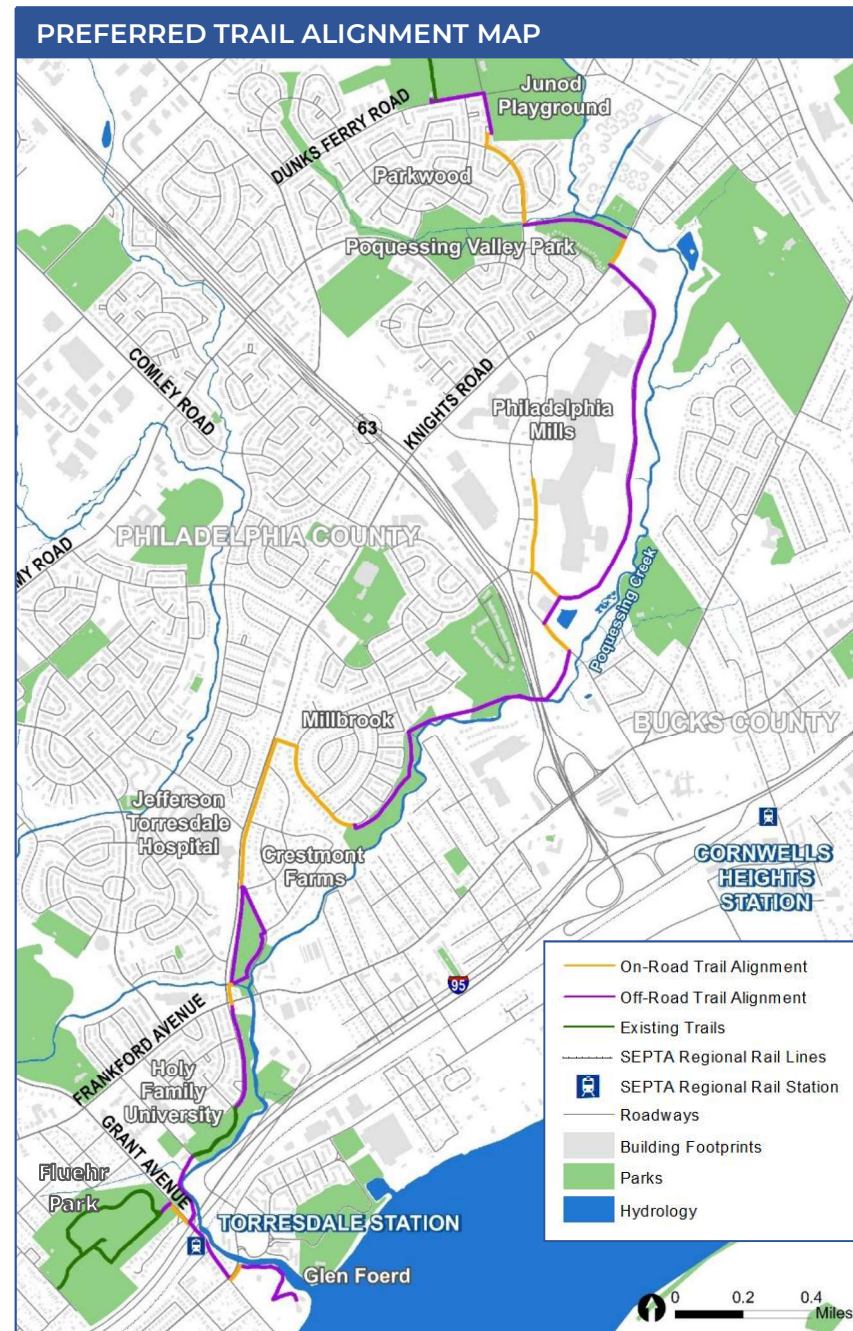 PREFERRED TRAIL ALIGNMENT MAP
Junod
Playground
DUNKS FERRY ROAD
Parkwood
Poquessing Valley Park
COMLEY ROAD
KNIGHTS ROAD
Philadelphia
Mills
63
PHILADELPHIA COUNTY
MY ROAD
Poquessing Creek
Millbrook
BUCKS COUNTY
Jefferson
Torresdale
Hospital
Crestmont
Farms
CORNWELLS
HEIGHTS
STATION
95
FRANKFORD AVENUE
Holy
Family
University
GRANT AVENUE
Fluehr
Park
TORRESDALE STATION
Glen Foerd
On-Road Trail Alignment
Off-Road Trail Alignment
Existing Trails
SEPTA Regional Rail Lines
SEPTA Regional Rail Station
Roadways
Building Footprints
Parks
Hydrology
0 0.2 0.4
Miles